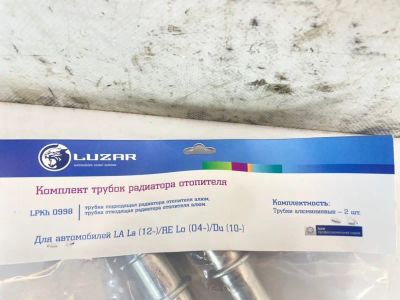 LUZAR
Комплект трубок радиатора отопителя
LPKh 0998
трубка подводящая радиатора отопителя алюм.
трубка отводящая радиатора отопителя алюм.
Комплектность:
Трубки алюминиевые – 2 шт.
Для автомобилей LA La (12-)/RE Lo (04-)/Du (10-)